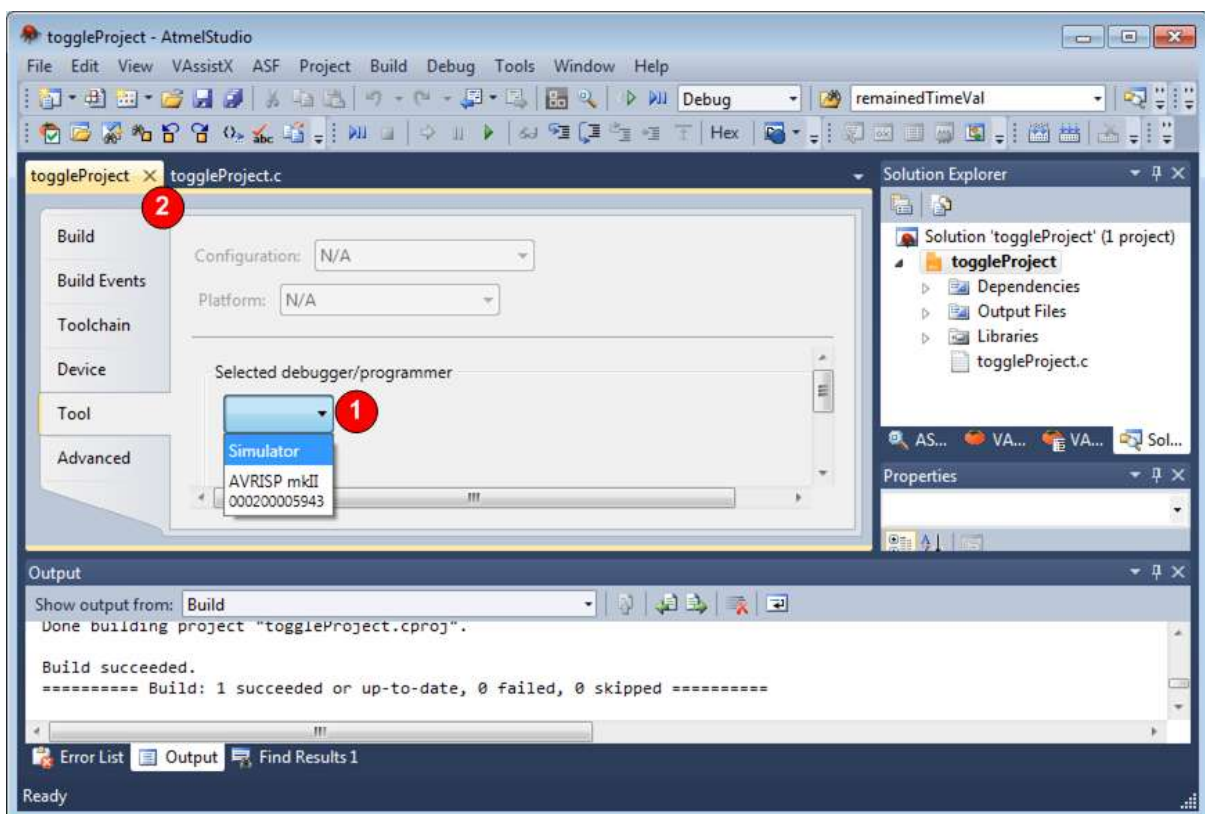 toggleProject - AtmelStudio
File Edit View VAssistX ASF Project Build Debug Tools Window Help
Debug remainedTimeVal
Hex
toggleProject toggleProject.c
2
Build
Build Events
Toolchain
Device
Tool
Advanced
Configuration: N/A
Platform: N/A
Selected debugger/programmer
1
Simulator
AVRISP mkII
000200005943
Solution Explorer
Solution 'toggleProject' (1 project)
toggleProject
Dependencies
Output Files
Libraries
toggleProject.c
AS... VA... VA... Sol...
Properties
Output
Show output from: Build
Done building project "toggleProject.cproj".
Build succeeded.
========== Build: 1 succeeded or up-to-date, 0 failed, 0 skipped ==========
Error List Output Find Results 1
Ready